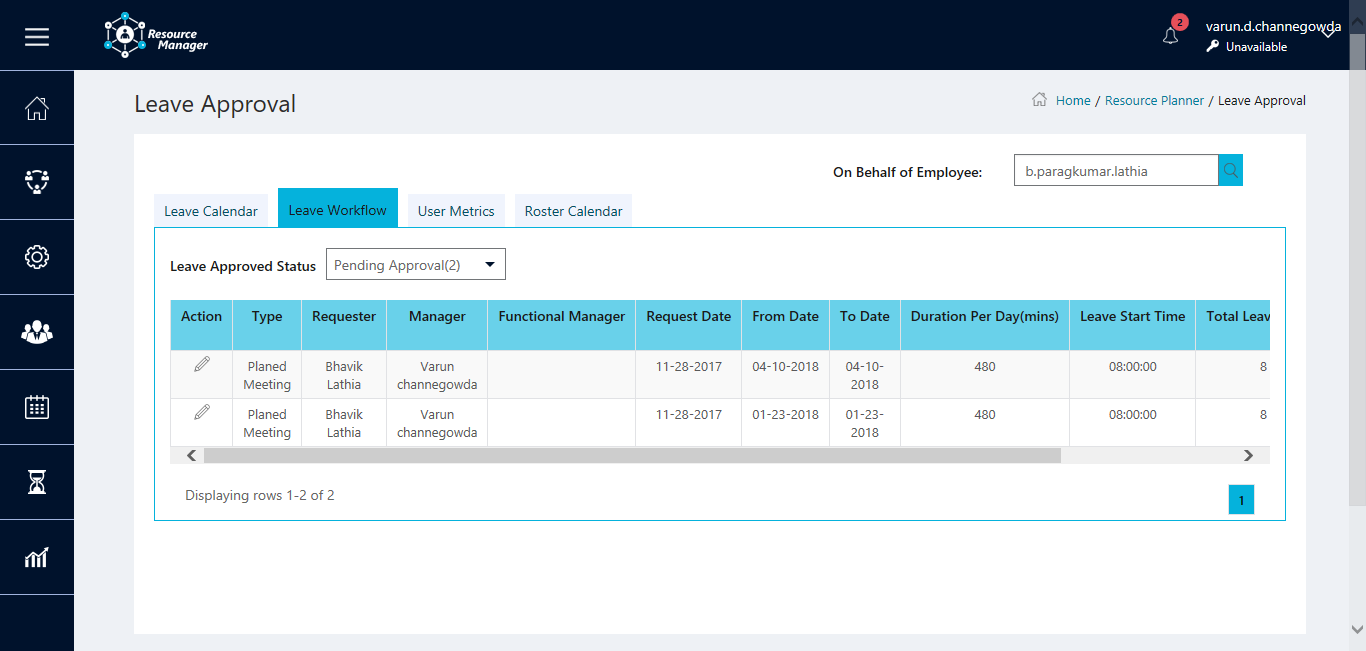 Resource
Manager
2
varun.d.channegowda
Unavailable
Leave Approval
Home / Resource Planner / Leave Approval
On Behalf of Employee: b.paragkumar.lathia
Leave Calendar Leave Workflow User Metrics Roster Calendar
Leave Approved Status Pending Approval(2)
Action Type Requester Manager Functional Manager Request Date From Date To Date Duration Per Day(mins) Leave Start Time Total Leav
Planed Bhavik Varun 11-28-2017 04-10-2018 04-10- 480 08:00:00 8
Meeting Lathia channegowda 2018
Planed Bhavik Varun 11-28-2017 01-23-2018 01-23- 480 08:00:00 8
Meeting Lathia channegowda 2018
Displaying rows 1-2 of 2
1